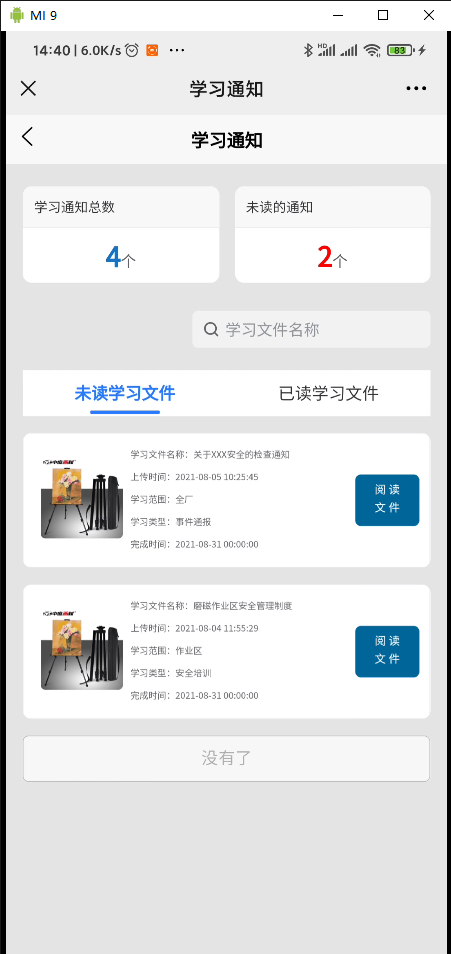 MI 9
14:40 | 6.0K/s
HD
83
学习通知
学习通知
学习通知总数
未读的通知
4个
2个
学习文件名称
未读学习文件
已读学习文件
学习文件名称：关于XXX安全的检查通知
上传时间：2021-08-05 10:25:45
学习范围：全厂
学习类型：事件通报
完成时间：2021-08-31 00:00:00
阅 读
文 件
学习文件名称：磨磁作业区安全管理制度
上传时间：2021-08-04 11:55:29
学习范围：作业区
学习类型：安全培训
完成时间：2021-08-31 00:00:00
阅 读
文 件
没有了